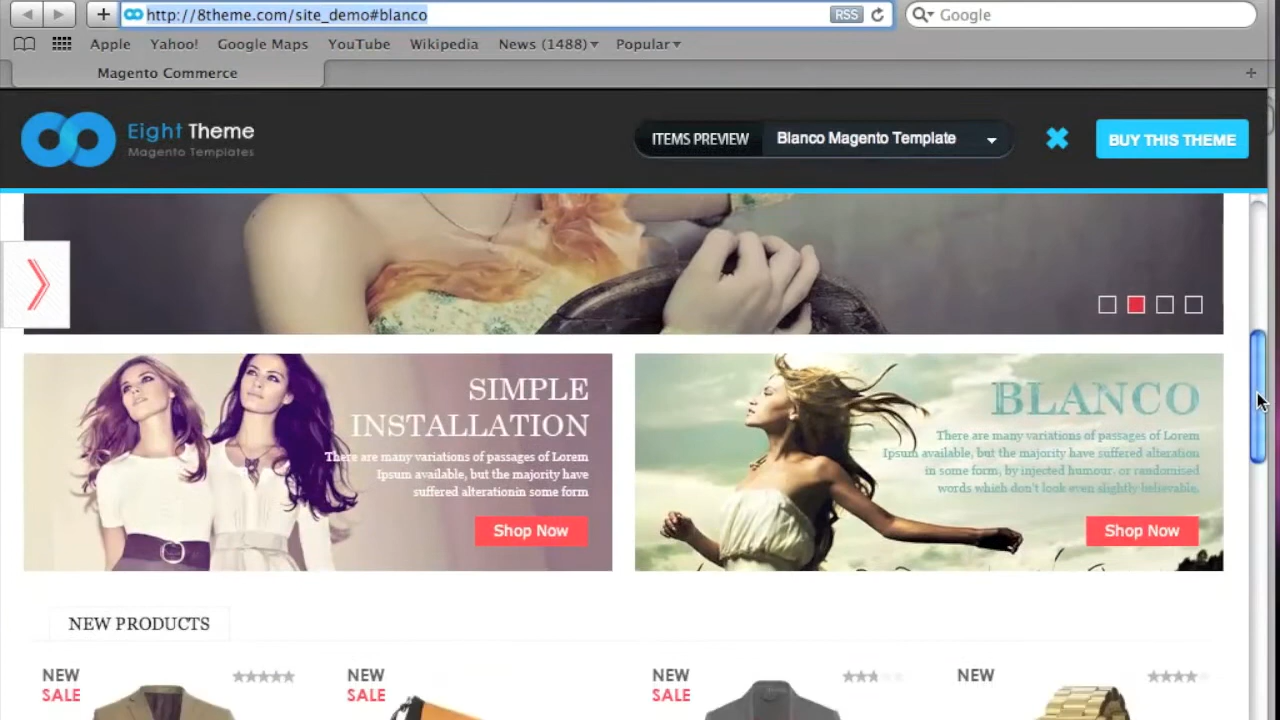 http://8theme.com/site_demo#blanco
RSS
Google
Apple
Yahoo!
Google Maps
YouTube
Wikipedia
News (1488)
Popular
Magento Commerce
Eight Theme
Magento Templates
ITEMS PREVIEW
Blanco Magento Template
BUY THIS THEME
SIMPLE
INSTALLATION
There are many variations of passages of Lorem
Ipsum available, but the majority have
suffered alterationin some form
Shop Now
BLANCO
There are many variations of passages of Lorem
Ipsum available, but the majority have suffered alteration
in some form, by injected humour, or randomised
words which don't look even slightly believable.
Shop Now
NEW PRODUCTS
NEW
SALE
NEW
SALE
NEW
SALE
NEW